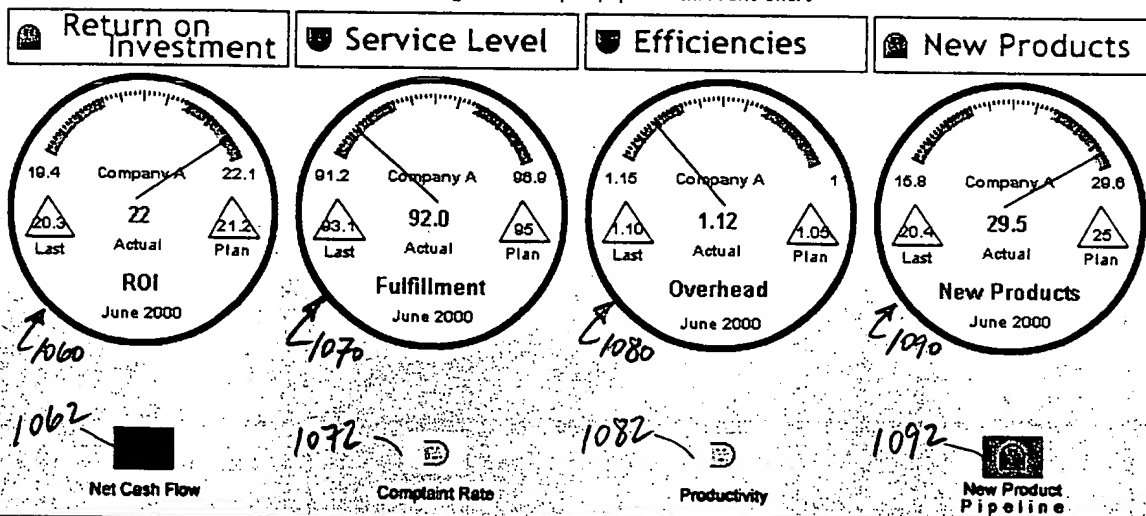 Return on
Investment
Service Level
Efficiencies
New Products
19.4 Company A 22.1
20.3 22 21.2
Last Actual Plan
ROI
June 2000
1060
91.2 Company A 96.9
93.1 92.0 95
Last Actual Plan
Fulfillment
June 2000
1070
1.15 Company A 1
1.10 1.12 1.05
Last Actual Plan
Overhead
June 2000
1080
15.8 Company A 29.6
20.4 29.5 25
Last Actual Plan
New Products
June 2000
1090
1062
Net Cash Flow
1072
Complaint Rate
1082
Productivity
1092
New Product
Pipeline